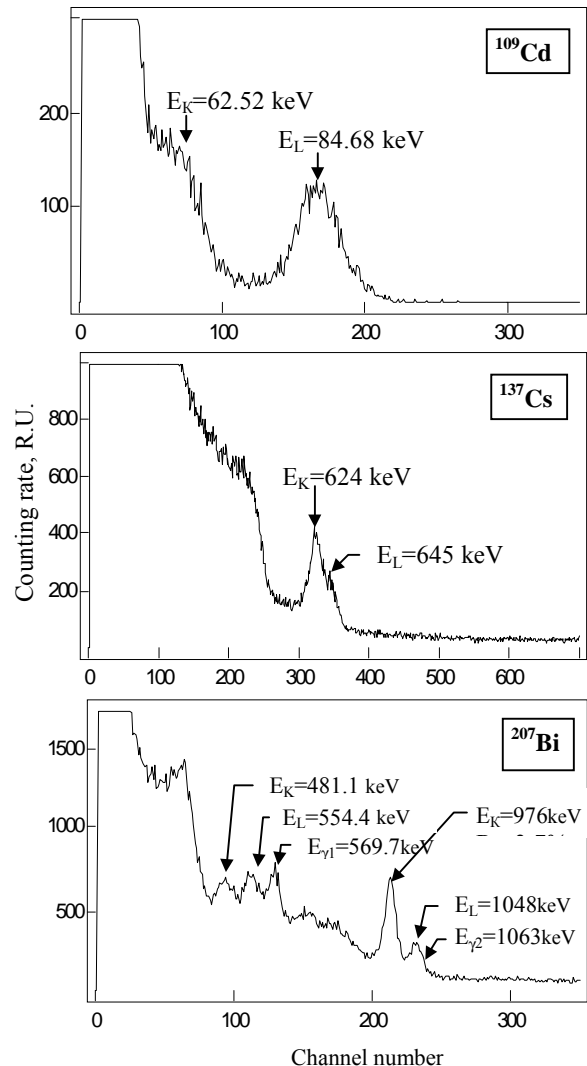 ¹⁰⁹Cd
E_K=62.52 keV
200
E_L=84.68 keV
100
0 100 200 300
¹³⁷Cs
800
600
E_K=624 keV
400
E_L=645 keV
200
0 100 200 300 400 500 600
Counting rate, R.U.
²⁰⁷Bi
1500
E_K=481.1 keV
E_L=554.4 keV
E_K=976keV
1000
E_γ1=569.7keV
500
E_L=1048keV
E_γ2=1063keV
0 100 200 300
Channel number